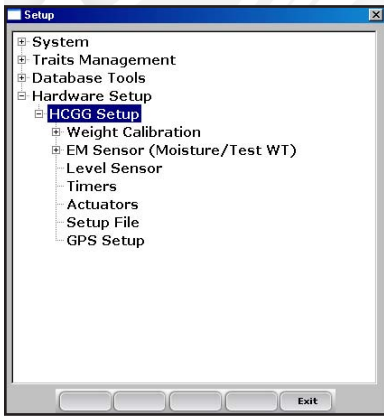 Setup
System
Traits Management
Database Tools
Hardware Setup
HCGG Setup
Weight Calibration
EM Sensor (Moisture/Test WT)
Level Sensor
Timers
Actuators
Setup File
GPS Setup
Exit